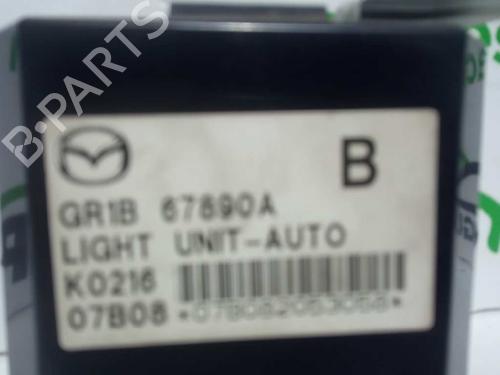 B-PARTS
B
GR1B 67890A
LIGHT UNIT-AUTO
K0216
07B08